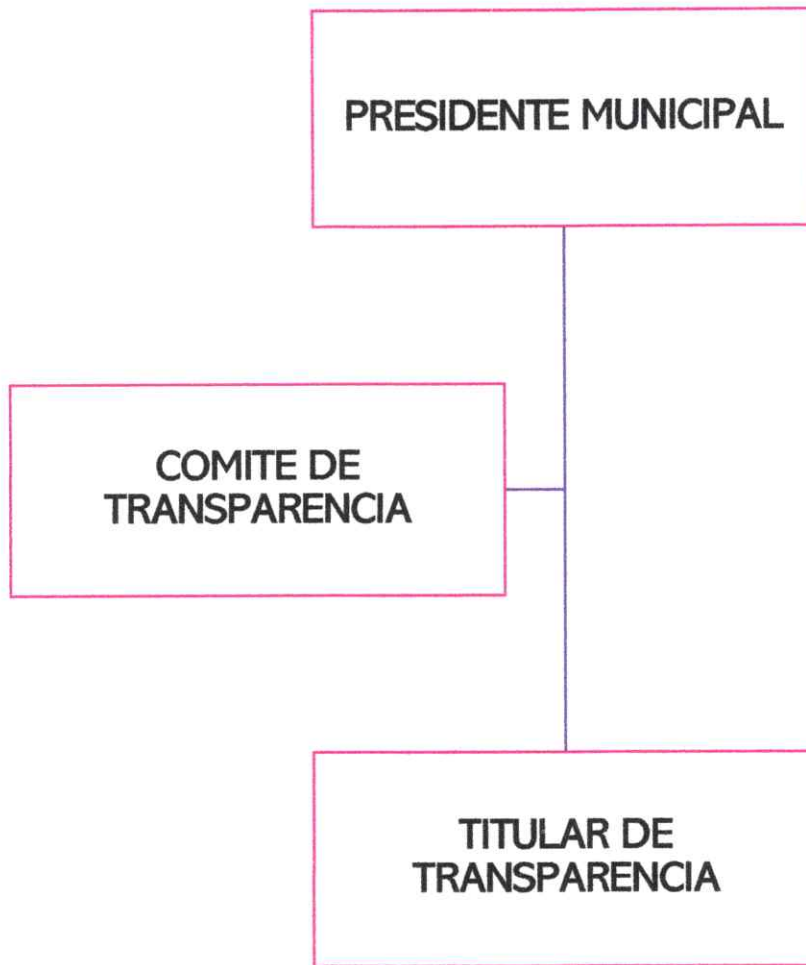 PRESIDENTE MUNICIPAL
COMITE DE
TRANSPARENCIA
TITULAR DE
TRANSPARENCIA